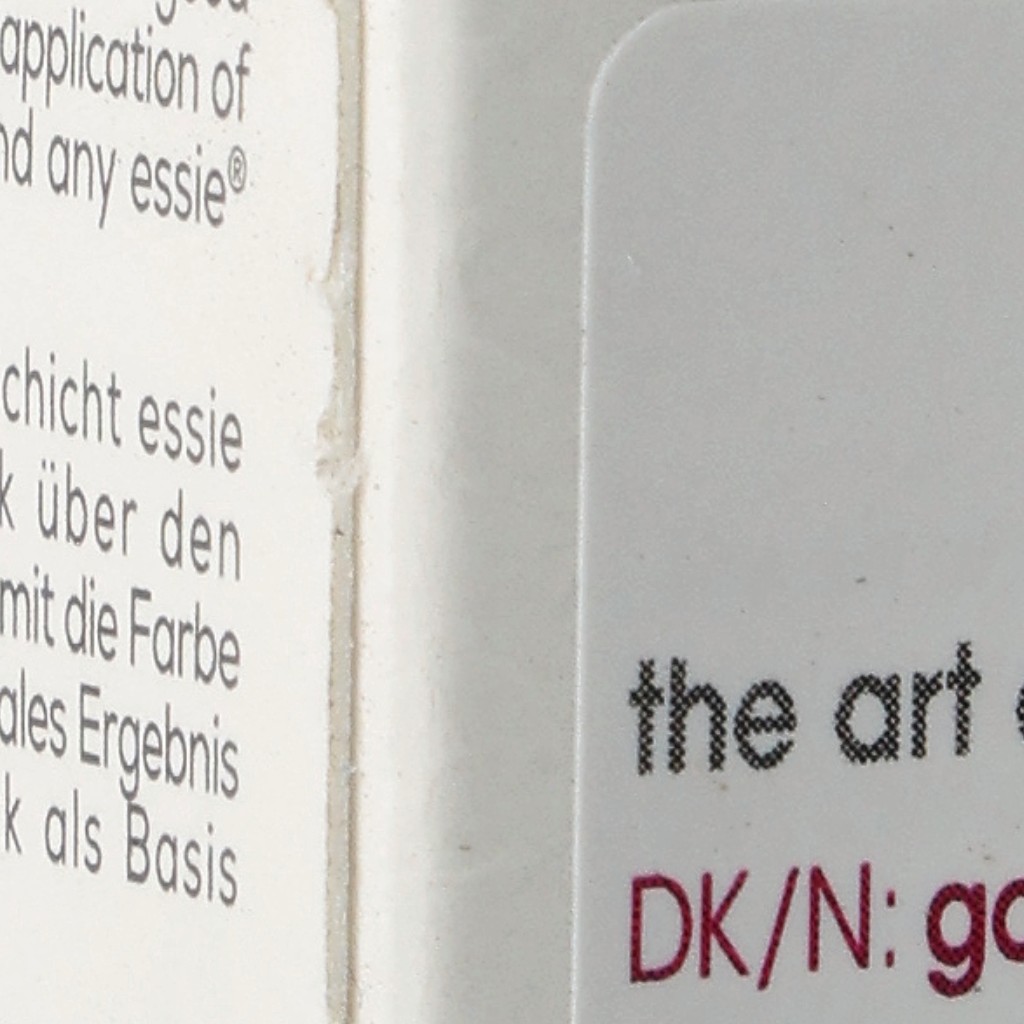 application of
nd any essie®
chicht essie
k über den
mit die Farbe
ales Ergebnis
k als Basis
the art
DK/N: go